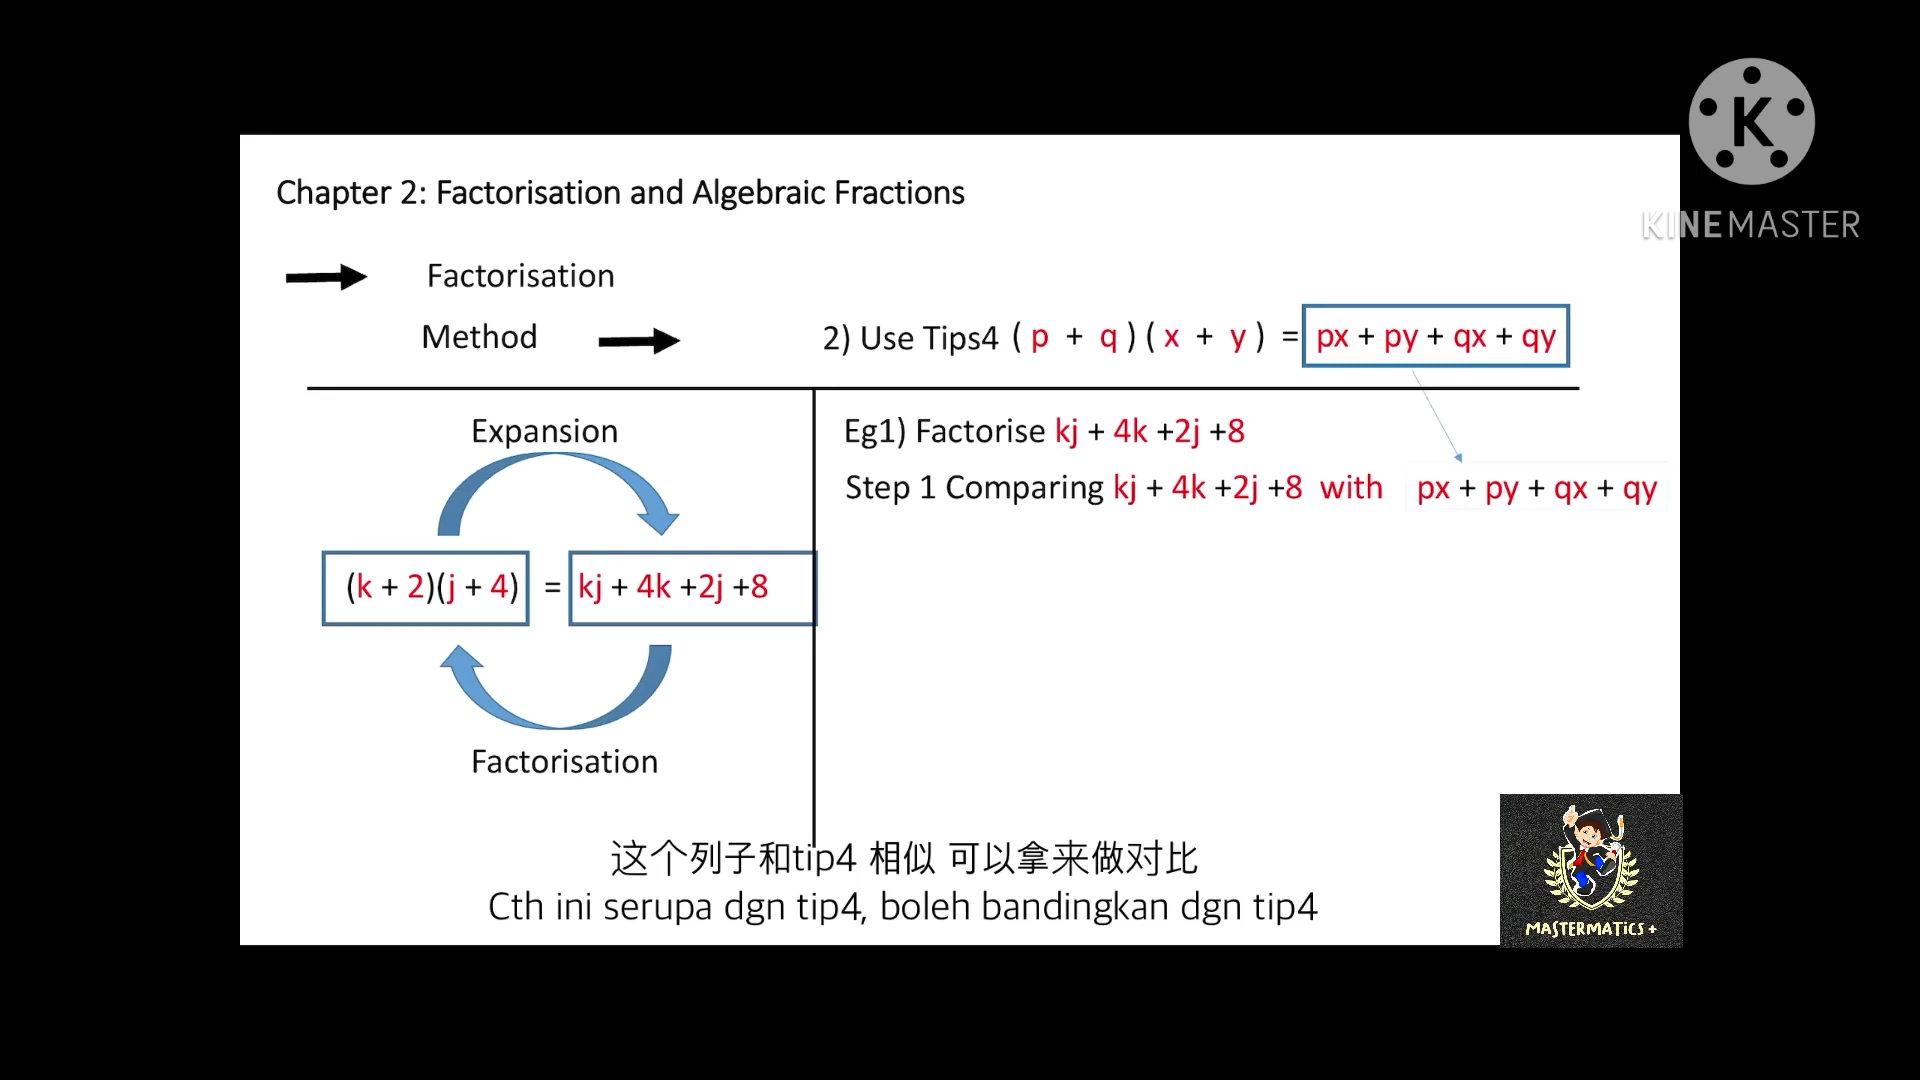 K
KINEMASTER
Chapter 2: Factorisation and Algebraic Fractions
Factorisation
Method
2) Use Tips4 ( p + q ) ( x + y ) = px + py + qx + qy
Expansion
(k + 2)(j + 4) = kj + 4k +2j +8
Factorisation
Eg1) Factorise kj + 4k +2j +8
Step 1 Comparing kj + 4k +2j +8 with px + py + qx + qy
这个列子和tip4 相似 可以拿来做对比
Cth ini serupa dgn tip4, boleh bandingkan dgn tip4
MASTERMATICS +